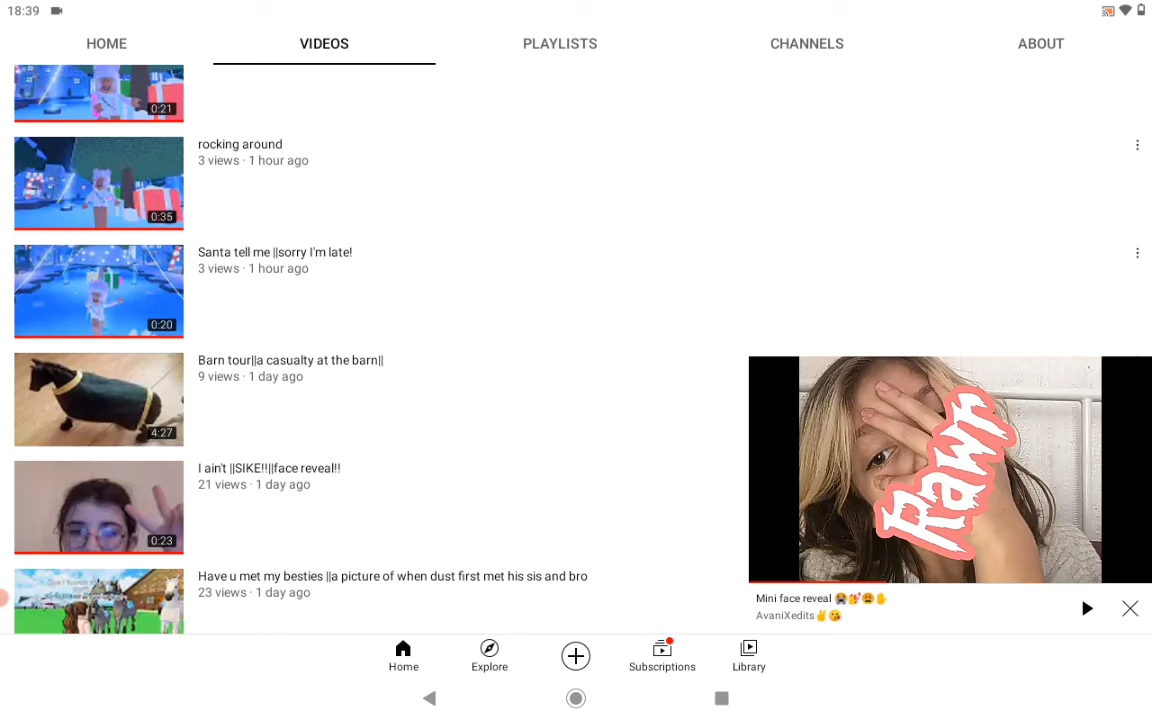 18:39
HOME
VIDEOS
PLAYLISTS
CHANNELS
ABOUT
0:21
rocking around
3 views · 1 hour ago
0:35
Santa tell me ||sorry I'm late!
3 views · 1 hour ago
0:20
Barn tour||a casualty at the barn||
9 views · 1 day ago
4:27
I ain't ||SIKE!!||face reveal!!
21 views · 1 day ago
0:23
Have u met my besties ||a picture of when dust first met his sis and bro
23 views · 1 day ago
Rawr
Mini face reveal 😭💅😩✋
AvaniXedits✌️😘
Home
Explore
Subscriptions
Library